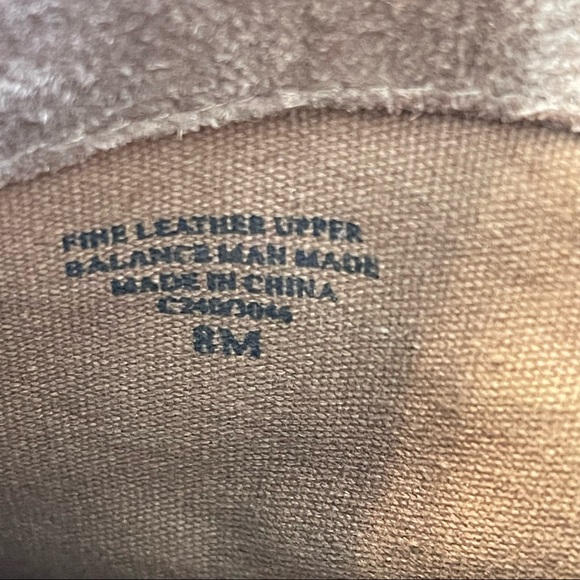 FINE LEATHER UPPER
BALANCE MAN MADE
MADE IN CHINA
8M